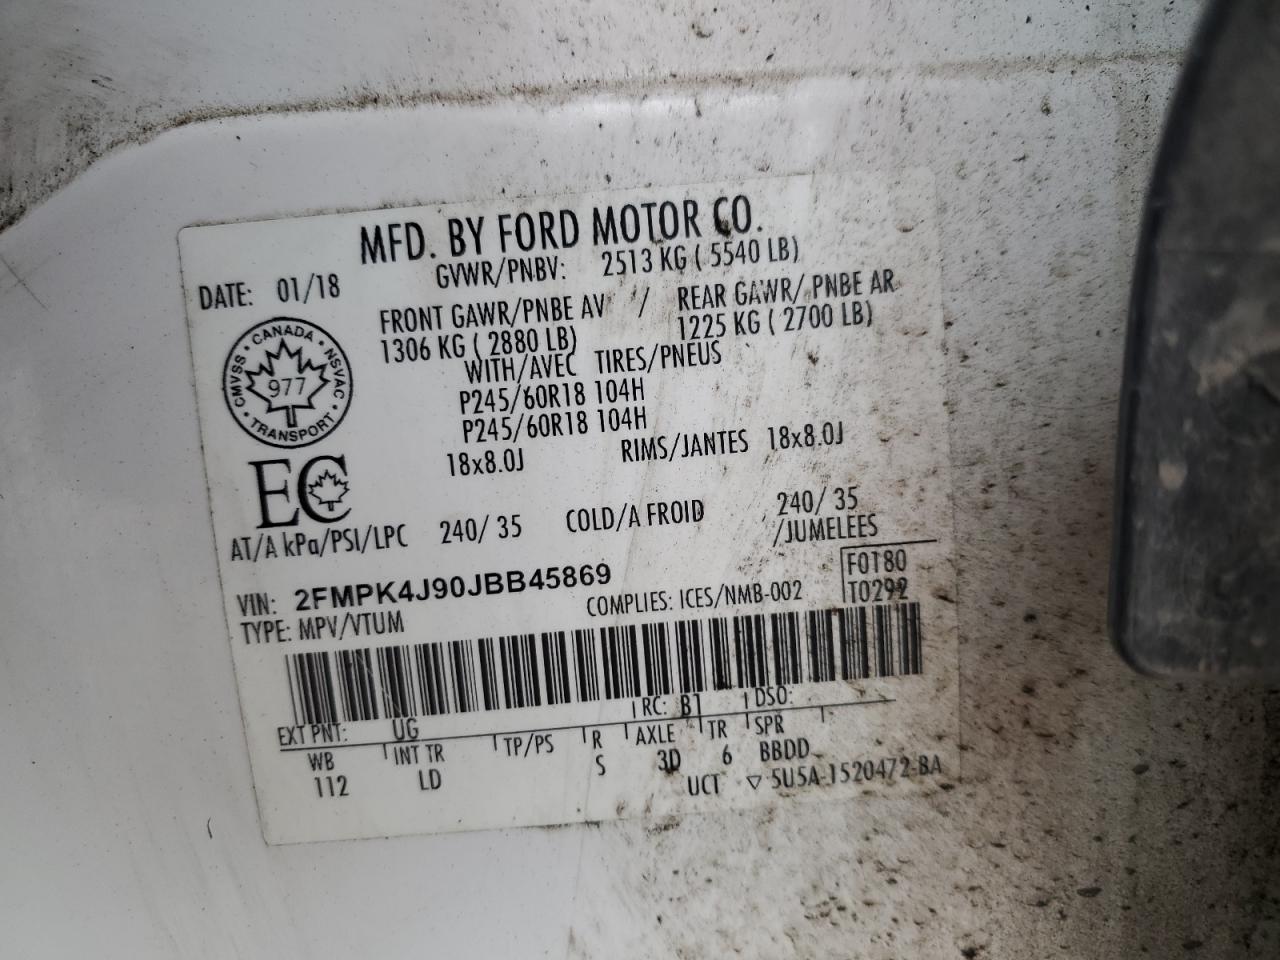 MFD. BY FORD MOTOR CO.
DATE: 01/18
GVWR/PNBV: 2513 KG ( 5540 LB)
FRONT GAWR/PNBE AV / REAR GAWR/ PNBE AR
1306 KG ( 2880 LB) 1225 KG ( 2700 LB)
WITH/AVEC TIRES/PNEUS
P245/60R18 104H
P245/60R18 104H
18x8.0J RIMS/JANTES 18x8.0J
CANADA
CMVSS 977 NSVAC
TRANSPORT
EC
AT/A kPa/PSI/LPC 240/ 35 COLD/A FROID 240/ 35
/JUMELEES
VIN: 2FMPK4J90JBB45869
F0T80
TYPE: MPV/VTUM COMPLIES: ICES/NMB-002 T0292
EXT PNT: UG RC: B1 DSO:
WB INT TR TP/PS R AXLE TR SPR
112 LD S 3D 6 BBDD
UCT ▽ 5U5A-1520472-BA